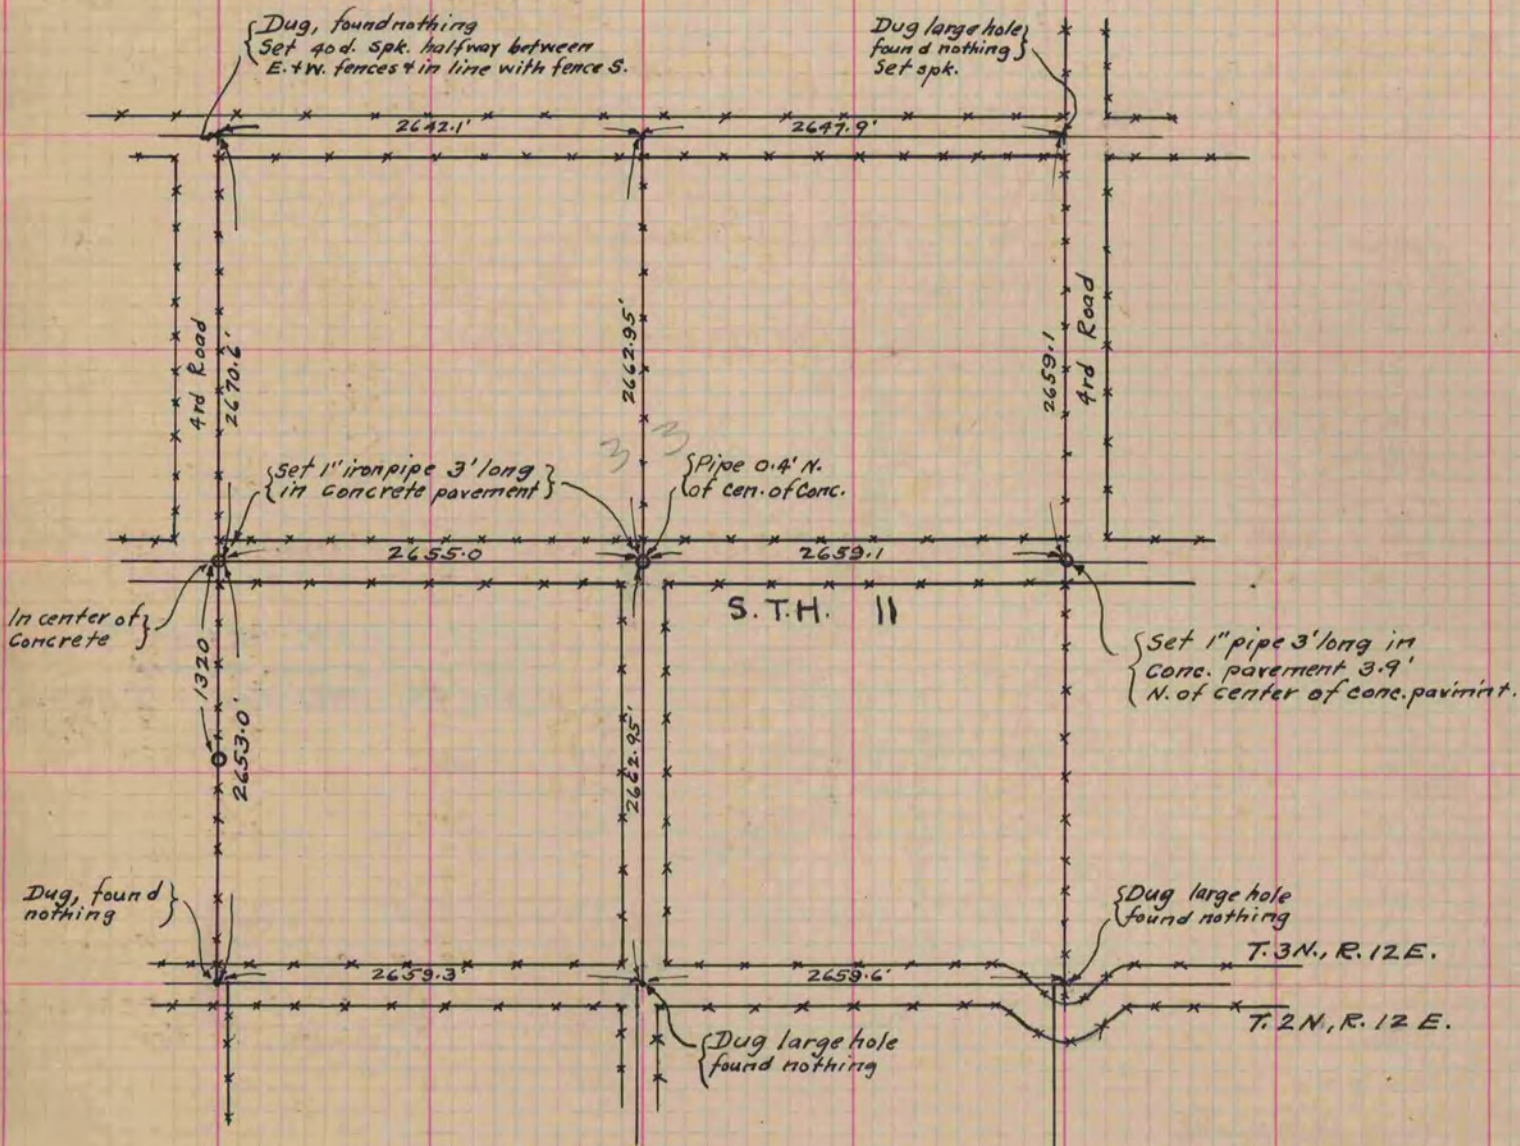 Dug, found nothing
Set 40d. spk. halfway between
E. & W. fences & in line with fence S.
Dug large hole
found nothing
Set spk.
2642.1'
2647.9'
4rd Road
2670.6'
2662.95'
2659.1
4rd Road
33
Set 1" iron pipe 3' long
in Concrete pavement
Pipe 0.4' N.
of cen. of Conc.
2655.0
2659.1
S.T.H. 11
In center of
Concrete
1320
2653.0'
2662.95'
Set 1" pipe 3' long in
Conc. pavement 3.9'
N. of center of conc. pavimint.
Dug, found
nothing
Dug large hole
found nothing
T. 3N., R. 12 E.
2659.3'
2659.6'
T. 2N., R. 12 E.
Dug large hole
found nothing